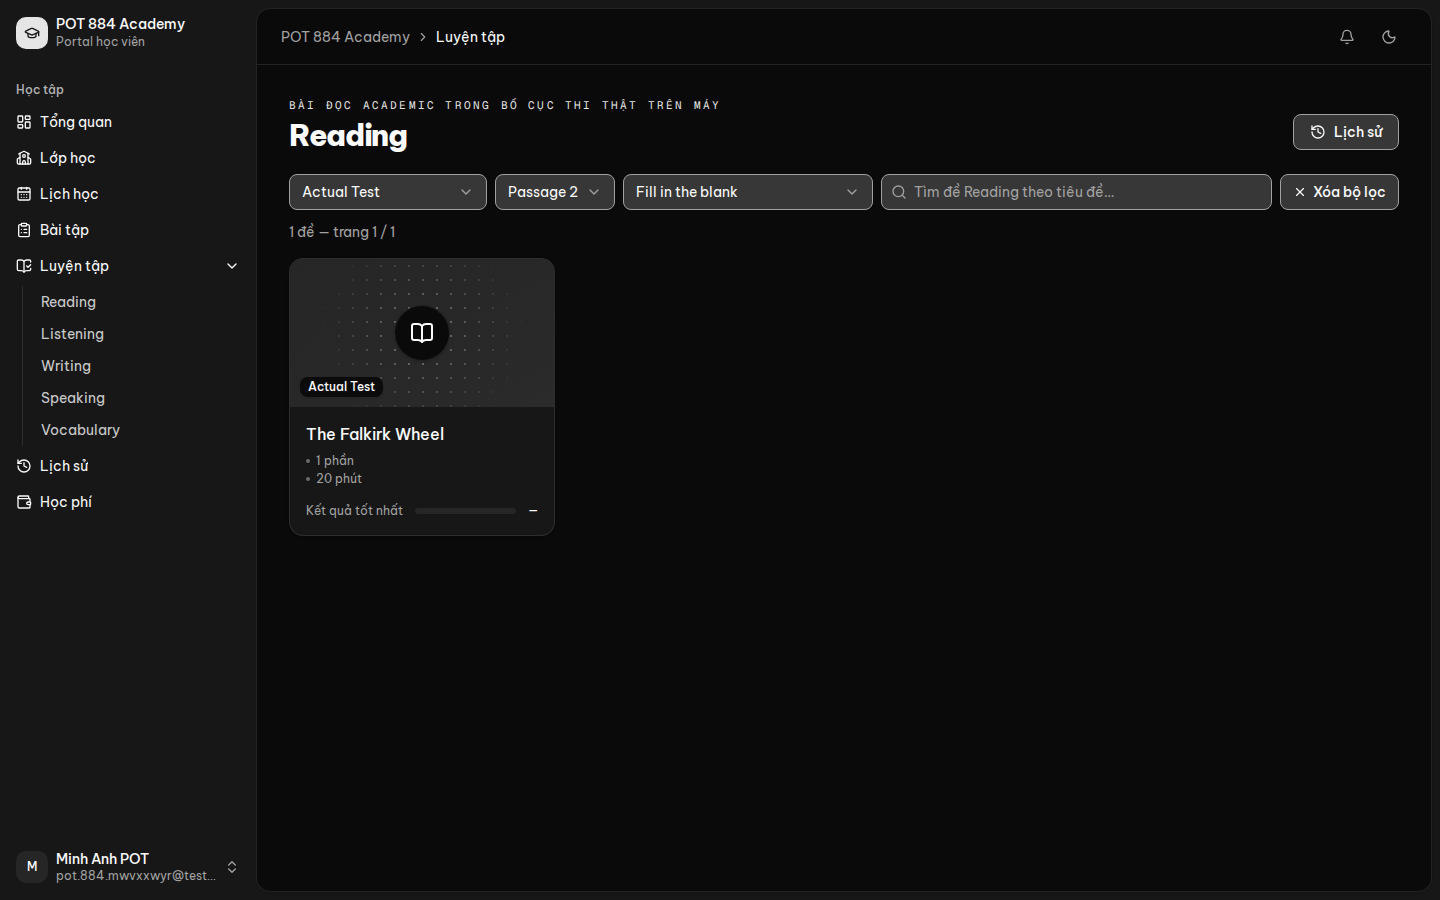 POT 884 Academy
Portal học viên
Học tập
Tổng quan
Lớp học
Lịch học
Bài tập
Luyện tập
Reading
Listening
Writing
Speaking
Vocabulary
Lịch sử
Học phí
M
Minh Anh POT
pot.884.mwvxxwyr@test...
POT 884 Academy > Luyện tập
BÀI ĐỌC ACADEMIC TRONG BỐ CỤC THI THẬT TRÊN MÁY
Reading
Lịch sử
Actual Test
Passage 2
Fill in the blank
Tìm đề Reading theo tiêu đề...
Xóa bộ lọc
1 đề — trang 1 / 1
Actual Test
The Falkirk Wheel
• 1 phần
• 20 phút
Kết quả tốt nhất –